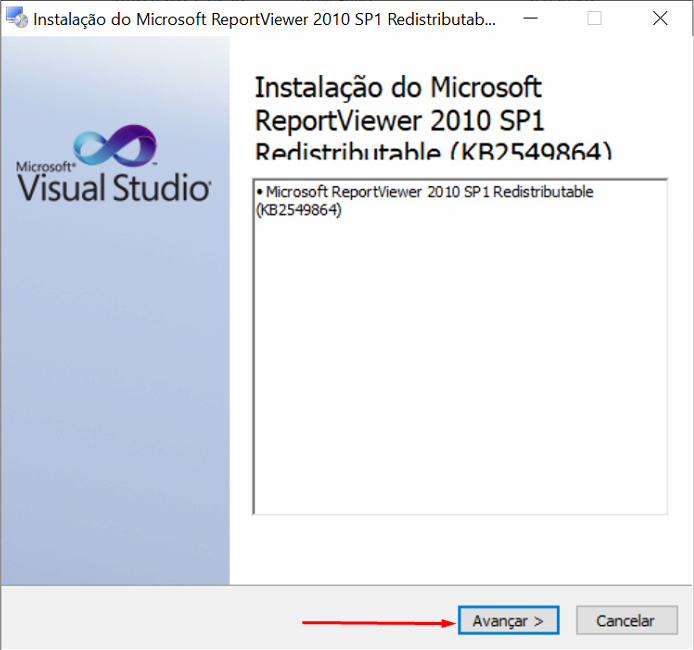 Instalação do Microsoft ReportViewer 2010 SP1 Redistributab...
Microsoft®
Visual Studio®
Instalação do Microsoft
ReportViewer 2010 SP1
Redistributable (KB2549864)
• Microsoft ReportViewer 2010 SP1 Redistributable
(KB2549864)
Avançar >
Cancelar